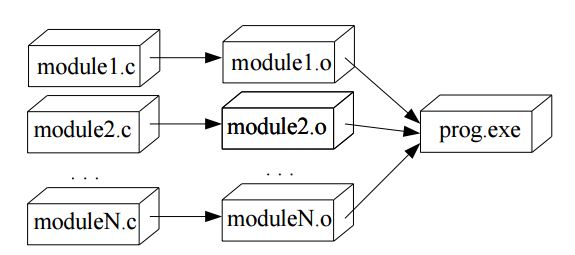 module1.c
module1.o
module2.c
module2.o
prog.exe
. . .
. . .
moduleN.c
moduleN.o